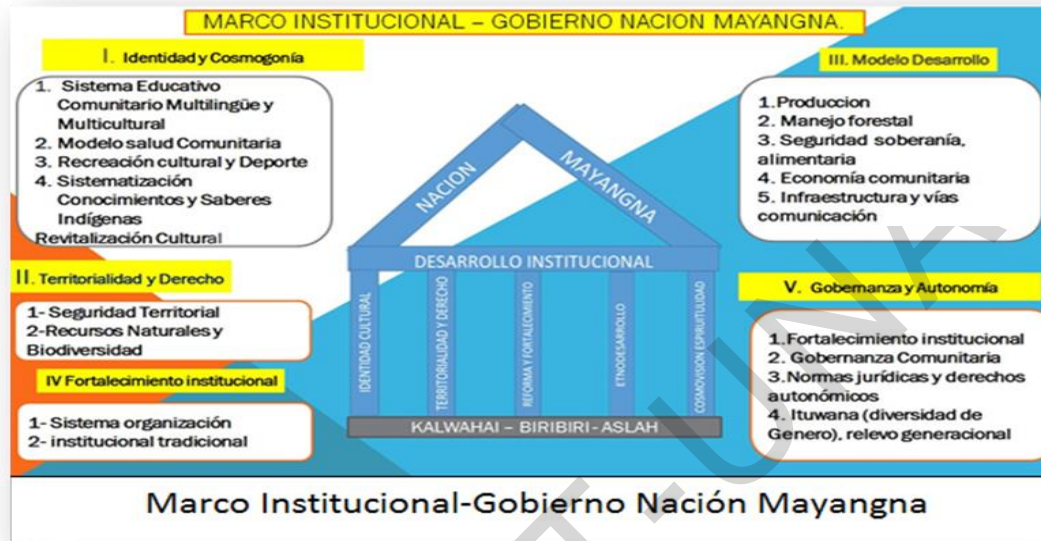 MARCO INSTITUCIONAL – GOBIERNO NACION MAYANGNA.
I. Identidad y Cosmogonía
1. Sistema Educativo
Comunitario Multilingüe y
Multicultural
2. Modelo salud Comunitaria
3. Recreación cultural y Deporte
4. Sistematización
Conocimientos y Saberes
Indígenas
Revitalización Cultural
II. Territorialidad y Derecho
1- Seguridad Territorial
2-Recursos Naturales y
Biodiversidad
IV Fortalecimiento institucional
1- Sistema organización
2- institucional tradicional
NACION
MAYANGNA
DESARROLLO INSTITUCIONAL
IDENTIDAD CULTURAL
TERRITORIALIDAD Y DERECHO
REFORMA Y FORTALECIMIENTO
ETNODESARROLLO
COSMOVISION ESPIRUITULIDAD
KALWAHAI – BIRIBIRI - ASLAH
III. Modelo Desarrollo
1.Produccion
2. Manejo forestal
3. Seguridad soberanía,
alimentaria
4. Economía comunitaria
5. Infraestructura y vías
comunicación
V. Gobernanza y Autonomía
1.Fortalecimiento institucional
2. Gobernanza Comunitaria
3.Normas jurídicas y derechos
autonómicos
4. Ituwana (diversidad de
Genero), relevo generacional
Marco Institucional-Gobierno Nación Mayangna